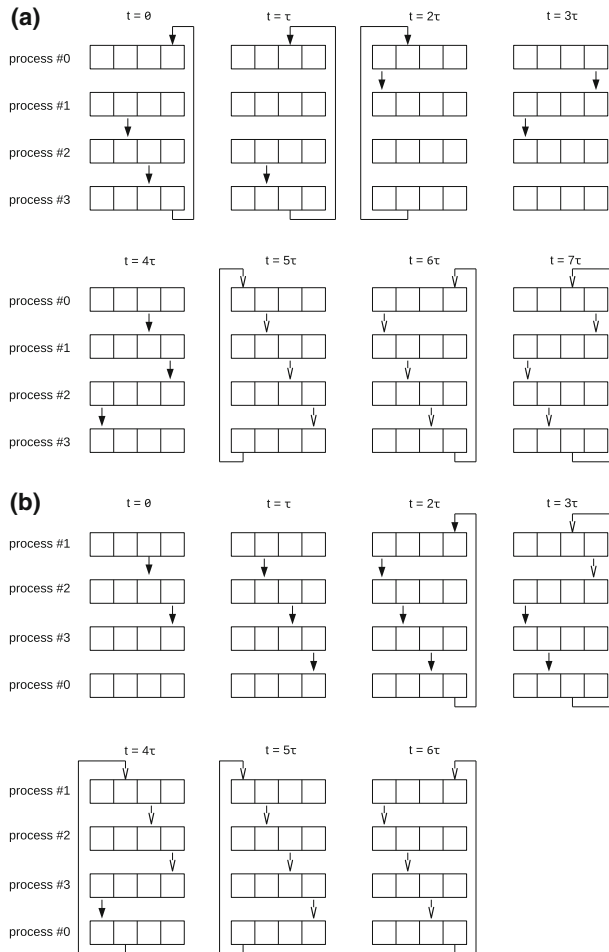 (a)
t = 0 t = τ t = 2τ t = 3τ
process #0
process #1
process #2
process #3
t = 4τ t = 5τ t = 6τ t = 7τ
process #0
process #1
process #2
process #3
(b)
t = 0 t = τ t = 2τ t = 3τ
process #1
process #2
process #3
process #0
t = 4τ t = 5τ t = 6τ
process #1
process #2
process #3
process #0